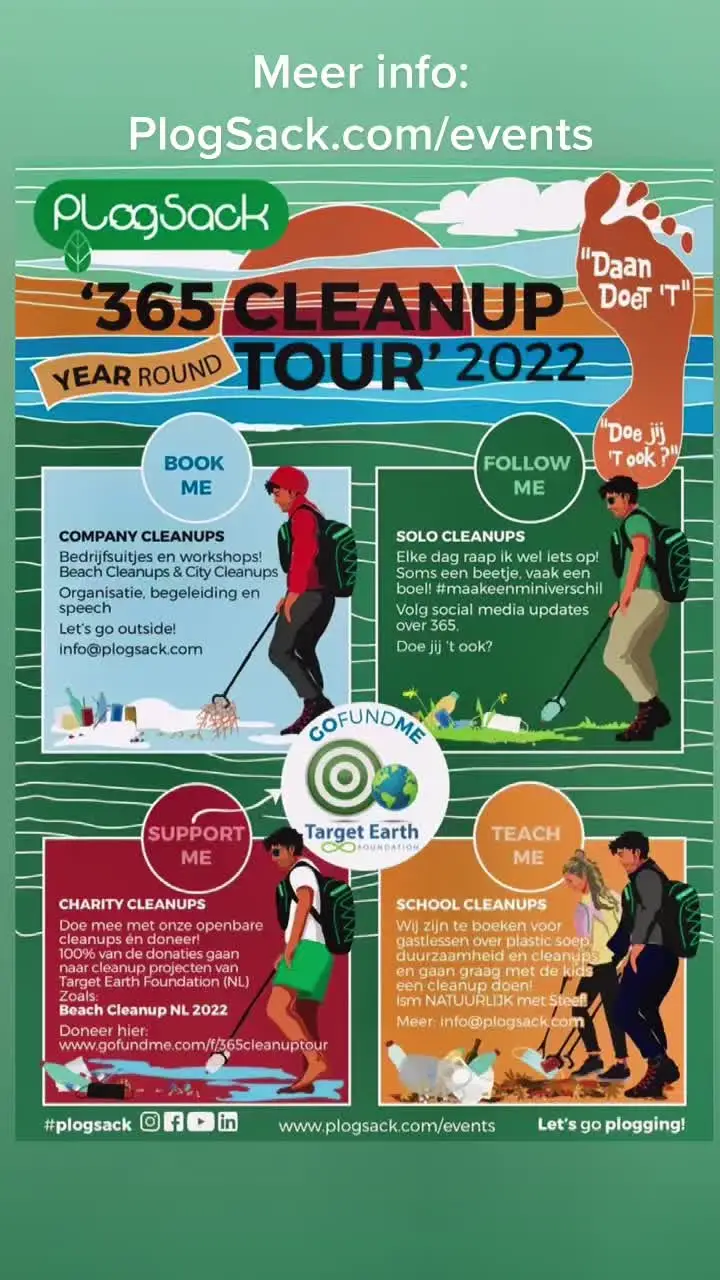 Meer info:
PlogSack.com/events
PLogSack
"Daan
Doet 'T"
'365 CLEANUP
YEAR ROUND
TOUR' 2022
"Doe jij
'T ook?"
BOOK
ME
COMPANY CLEANUPS
Bedrijfsuitjes en workshops!
Beach Cleanups & City Cleanups
Organisatie, begeleiding en
speech
Let's go outside!
info@plogsack.com
FOLLOW
ME
SOLO CLEANUPS
Elke dag raap ik wel iets op!
Soms een beetje, vaak een
boel! #maakeenminiverschil
Volg social media updates
over 365.
Doe jij 't ook?
GOFUNDME
Target Earth
FOUNDATION
SUPPORT
ME
CHARITY CLEANUPS
Doe mee met onze openbare
cleanups én doneer!
100% van de donaties gaan
naar cleanup projecten van
Target Earth Foundation (NL)
Zoals:
Beach Cleanup NL 2022
Doneer hier:
www.gofundme.com/f/365cleanuptour
TEACH
ME
SCHOOL CLEANUPS
Wij zijn te boeken voor
gastlessen over plastic soep,
duurzaamheid en cleanups
en gaan graag met de kids
een cleanup doen!
Ism NATUURLIJK met Stee!
Meer: info@plogsack.com
#plogsack
www.plogsack.com/events
Let's go plogging!